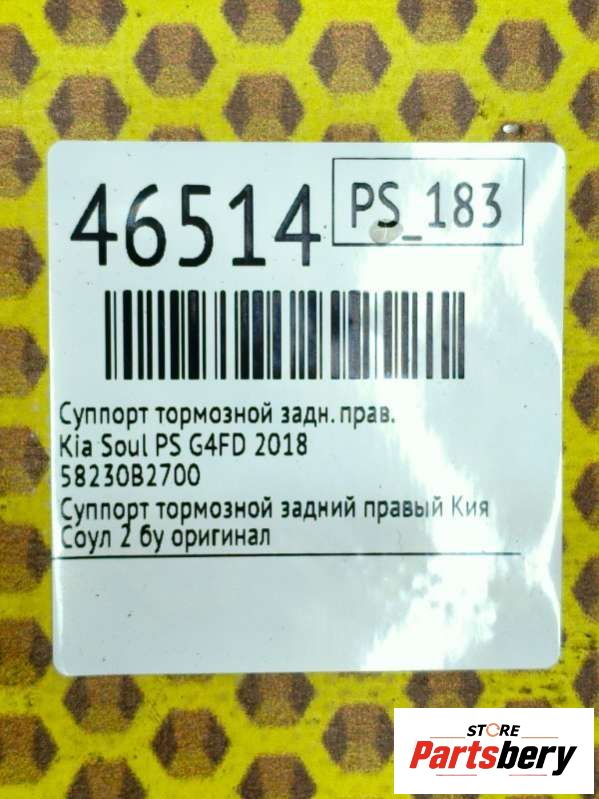 46514
PS_183
Суппорт тормозной задн. прав.
Kia Soul PS G4FD 2018
58230B2700
Суппорт тормозной задний правый Кия
Соул 2 бу оригинал
STORE
Partsbery